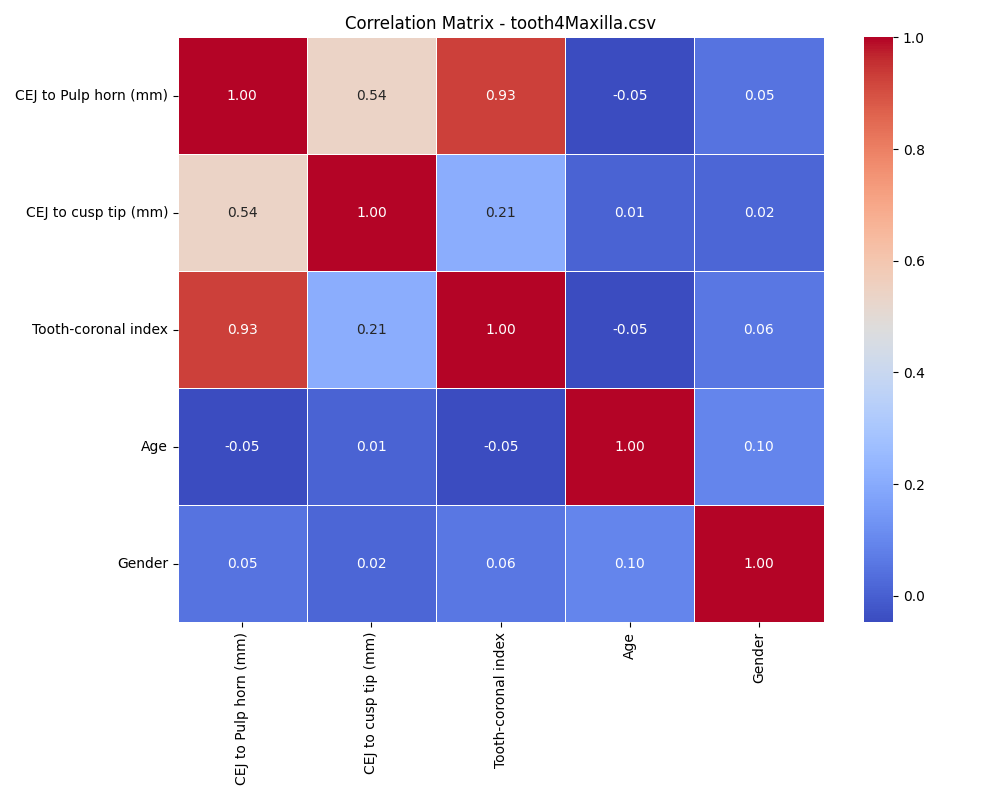 Correlation Matrix - tooth4Maxilla.csv
CEJ to Pulp horn (mm) 1.00 0.54 0.93 -0.05 0.05
CEJ to cusp tip (mm) 0.54 1.00 0.21 0.01 0.02
Tooth-coronal index 0.93 0.21 1.00 -0.05 0.06
Age -0.05 0.01 -0.05 1.00 0.10
Gender 0.05 0.02 0.06 0.10 1.00
CEJ to Pulp horn (mm)
CEJ to cusp tip (mm)
Tooth-coronal index
Age
Gender
1.0
0.8
0.6
0.4
0.2
0.0